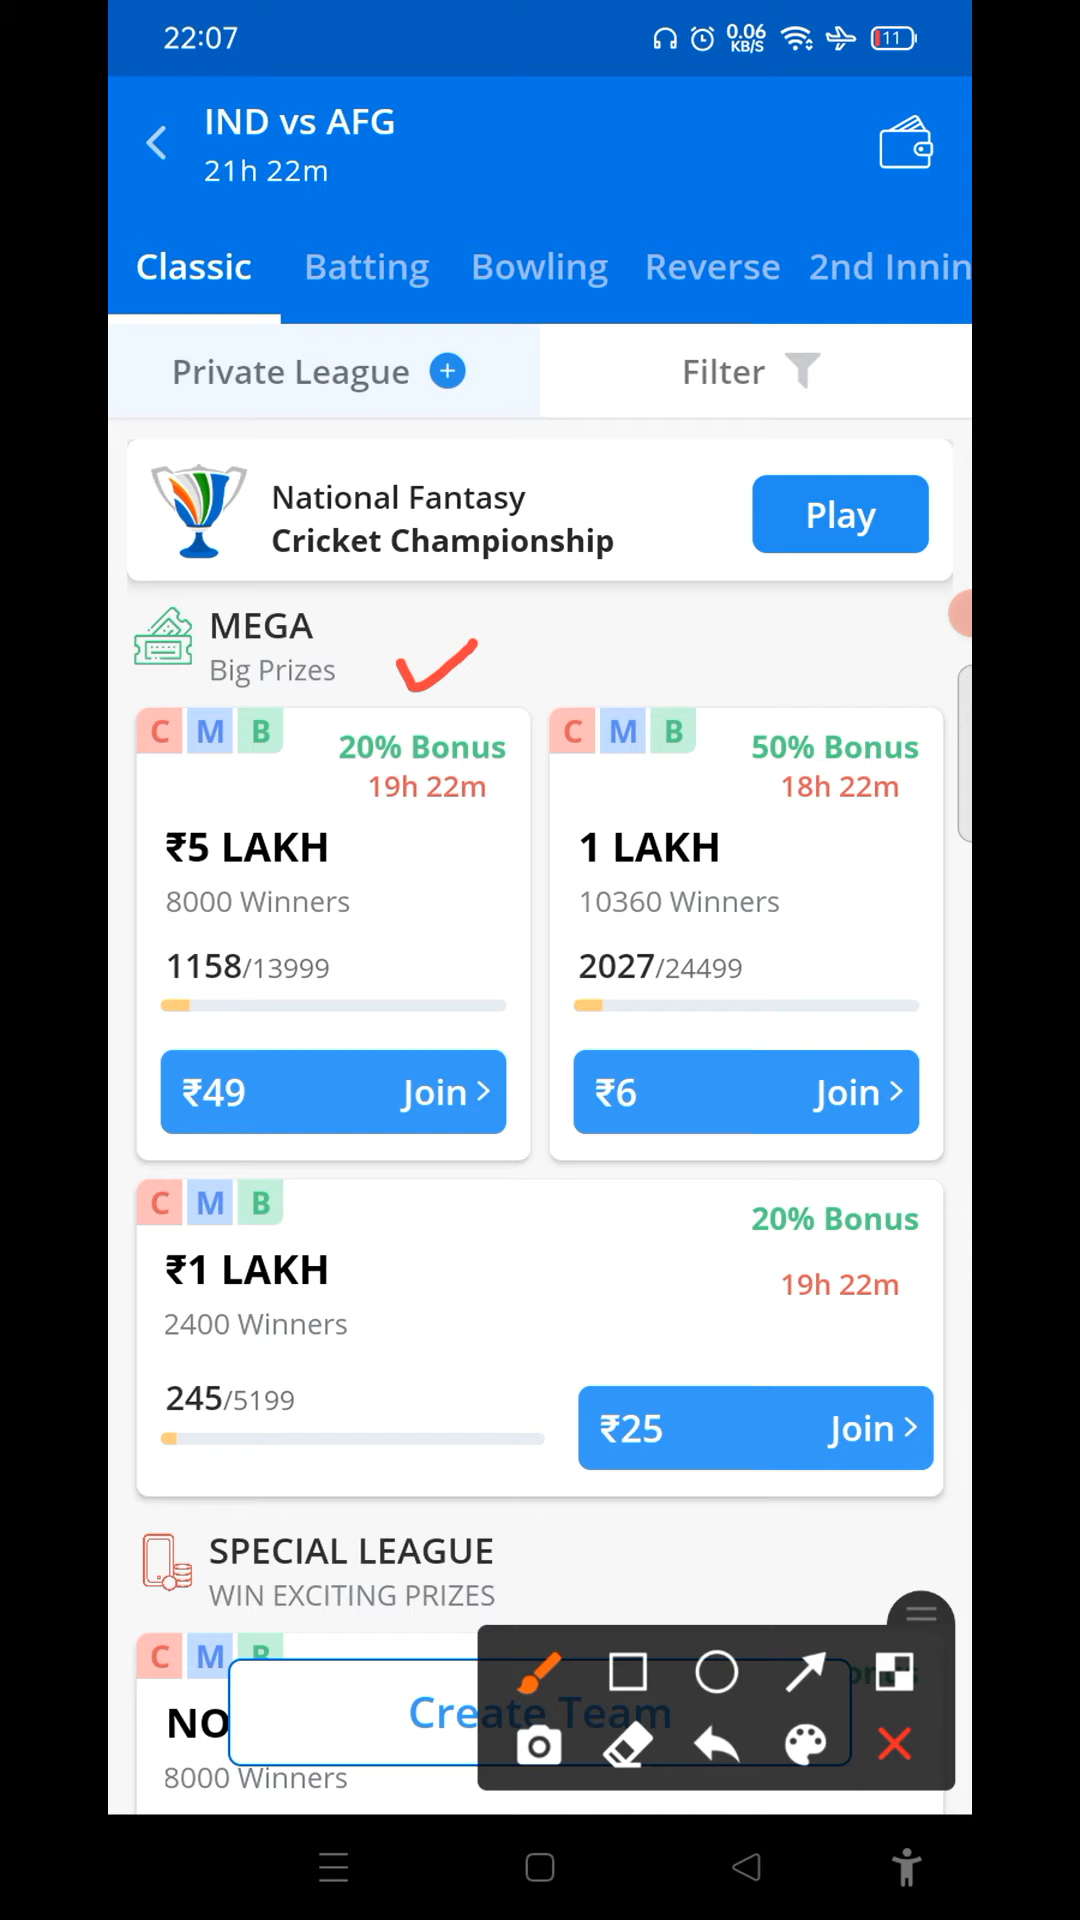 22:07
0.06
KB/S
11
IND vs AFG
21h 22m
Classic Batting Bowling Reverse 2nd Innin
Private League +
Filter
National Fantasy
Cricket Championship
Play
MEGA
Big Prizes
C M B
20% Bonus
19h 22m
₹5 LAKH
8000 Winners
1158/13999
₹49 Join >
C M B
50% Bonus
18h 22m
1 LAKH
10360 Winners
2027/24499
₹6 Join >
C M B
20% Bonus
₹1 LAKH
19h 22m
2400 Winners
245/5199
₹25 Join >
SPECIAL LEAGUE
WIN EXCITING PRIZES
C M B
NO
Create Team
8000 Winners